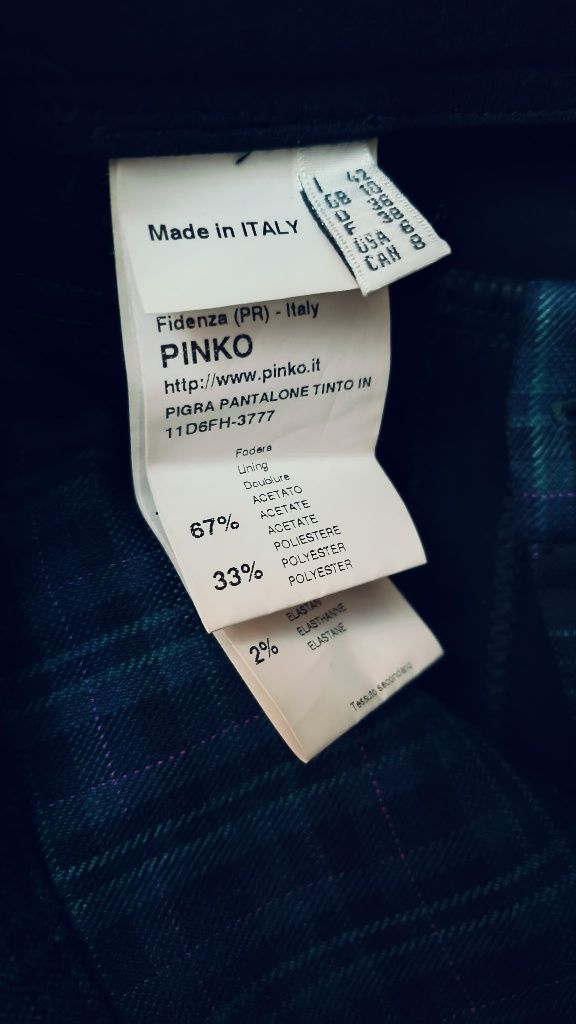 Made in ITALY
I 42
GB 10
D 36
F 38
USA 6
CAN 8
Fidenza (PR) - Italy
PINKO
http://www.pinko.it
PIGRA PANTALONE TINTO IN
11D6FH-3777
Fodera
Lining
Doublure
67% ACETATO
ACETATE
ACETATE
33% POLIESTERE
POLYESTER
POLYESTER
ELASTAN
2% ELASTHANNE
ELASTANE
Tessuto secondario